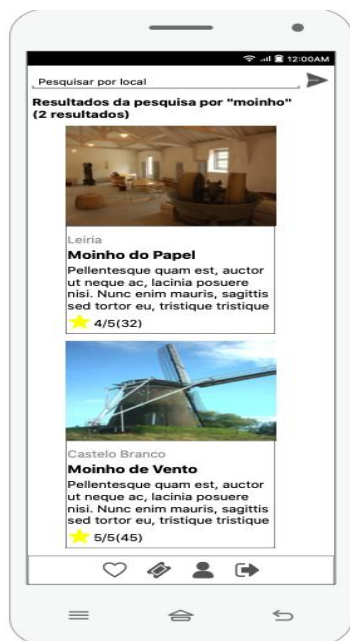 12:00AM
Pesquisar por local
Resultados da pesquisa por "moinho"
(2 resultados)
Leiria
Moinho do Papel
Pellentesque quam est, auctor
ut neque ac, lacinia posuere
nisi. Nunc enim mauris, sagittis
sed tortor eu, tristique tristique
4/5(32)
Castelo Branco
Moinho de Vento
Pellentesque quam est, auctor
ut neque ac, lacinia posuere
nisi. Nunc enim mauris, sagittis
sed tortor eu, tristique tristique
5/5(45)